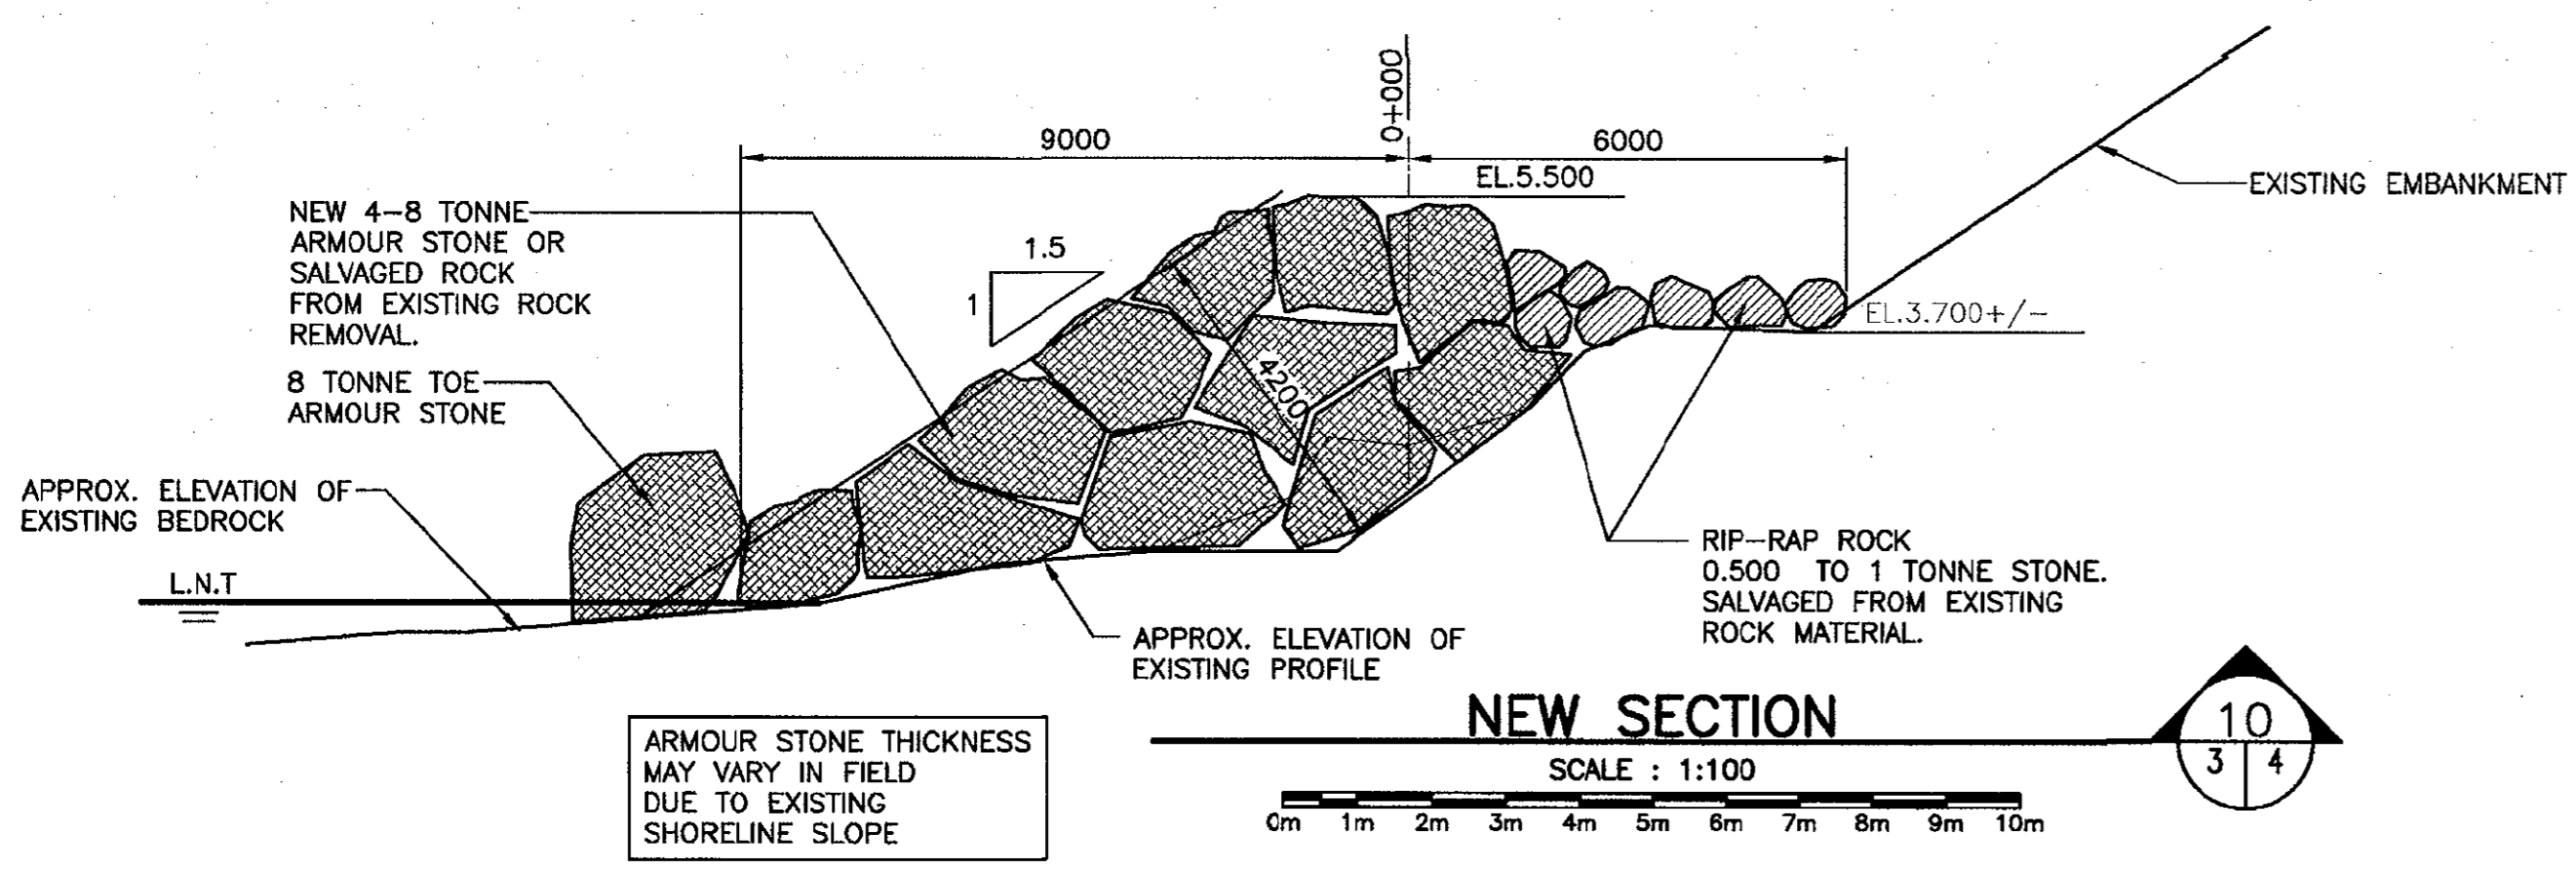 0+000
9000
6000
EL.5.500
EXISTING EMBANKMENT
NEW 4-8 TONNE
ARMOUR STONE OR
SALVAGED ROCK
FROM EXISTING ROCK
REMOVAL.
1.5
1
EL.3.700+/-
8 TONNE TOE
ARMOUR STONE
4200
APPROX. ELEVATION OF
EXISTING BEDROCK
L.N.T
RIP-RAP ROCK
0.500 TO 1 TONNE STONE.
SALVAGED FROM EXISTING
ROCK MATERIAL.
APPROX. ELEVATION OF
EXISTING PROFILE
ARMOUR STONE THICKNESS
MAY VARY IN FIELD
DUE TO EXISTING
SHORELINE SLOPE
NEW SECTION
SCALE : 1:100
0m 1m 2m 3m 4m 5m 6m 7m 8m 9m 10m
10
3 4